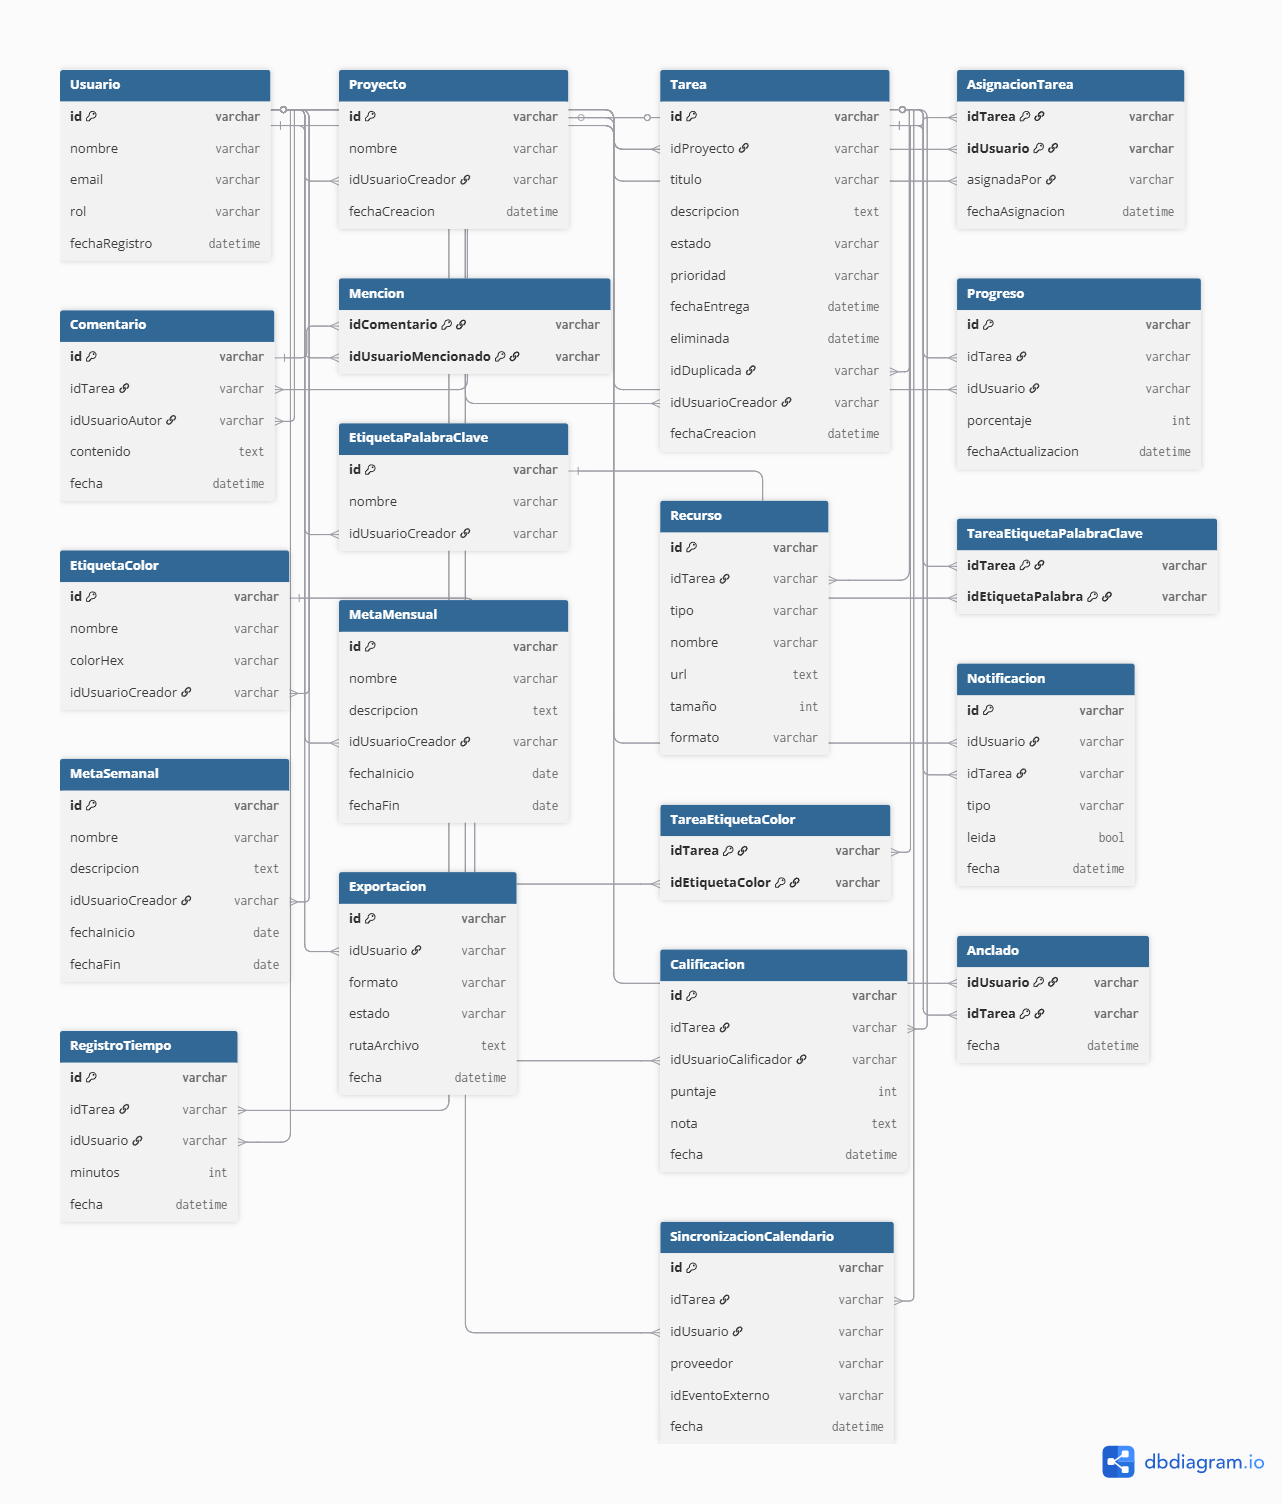 Usuario
id varchar
nombre varchar
email varchar
rol varchar
fechaRegistro datetime
Proyecto
id varchar
nombre varchar
idUsuarioCreador varchar
fechaCreacion datetime
Tarea
id varchar
idProyecto varchar
titulo varchar
descripcion text
estado varchar
prioridad varchar
fechaEntrega datetime
eliminada datetime
idDuplicada varchar
idUsuarioCreador varchar
fechaCreacion datetime
AsignacionTarea
idTarea varchar
idUsuario varchar
asignadaPor varchar
fechaAsignacion datetime
Mencion
idComentario varchar
idUsuarioMencionado varchar
Progreso
id varchar
idTarea varchar
idUsuario varchar
porcentaje int
fechaActualizacion datetime
Comentario
id varchar
idTarea varchar
idUsuarioAutor varchar
contenido text
fecha datetime
EtiquetaPalabraClave
id varchar
nombre varchar
idUsuarioCreador varchar
Recurso
id varchar
idTarea varchar
tipo varchar
nombre varchar
url text
tamaño int
formato varchar
TareaEtiquetaPalabraClave
idTarea varchar
idEtiquetaPalabra varchar
EtiquetaColor
id varchar
nombre varchar
colorHex varchar
idUsuarioCreador varchar
MetaMensual
id varchar
nombre varchar
descripcion text
idUsuarioCreador varchar
fechaInicio date
fechaFin date
Notificacion
id varchar
idUsuario varchar
idTarea varchar
tipo varchar
leida bool
fecha datetime
MetaSemanal
id varchar
nombre varchar
descripcion text
idUsuarioCreador varchar
fechaInicio date
fechaFin date
TareaEtiquetaColor
idTarea varchar
idEtiquetaColor varchar
Exportacion
id varchar
idUsuario varchar
formato varchar
estado varchar
rutaArchivo text
fecha datetime
Calificacion
id varchar
idTarea varchar
idUsuarioCalificador varchar
puntaje int
nota text
fecha datetime
Anclado
idUsuario varchar
idTarea varchar
fecha datetime
RegistroTiempo
id varchar
idTarea varchar
idUsuario varchar
minutos int
fecha datetime
SincronizacionCalendario
id varchar
idTarea varchar
idUsuario varchar
proveedor varchar
idEventoExterno varchar
fecha datetime
dbdiagram.io